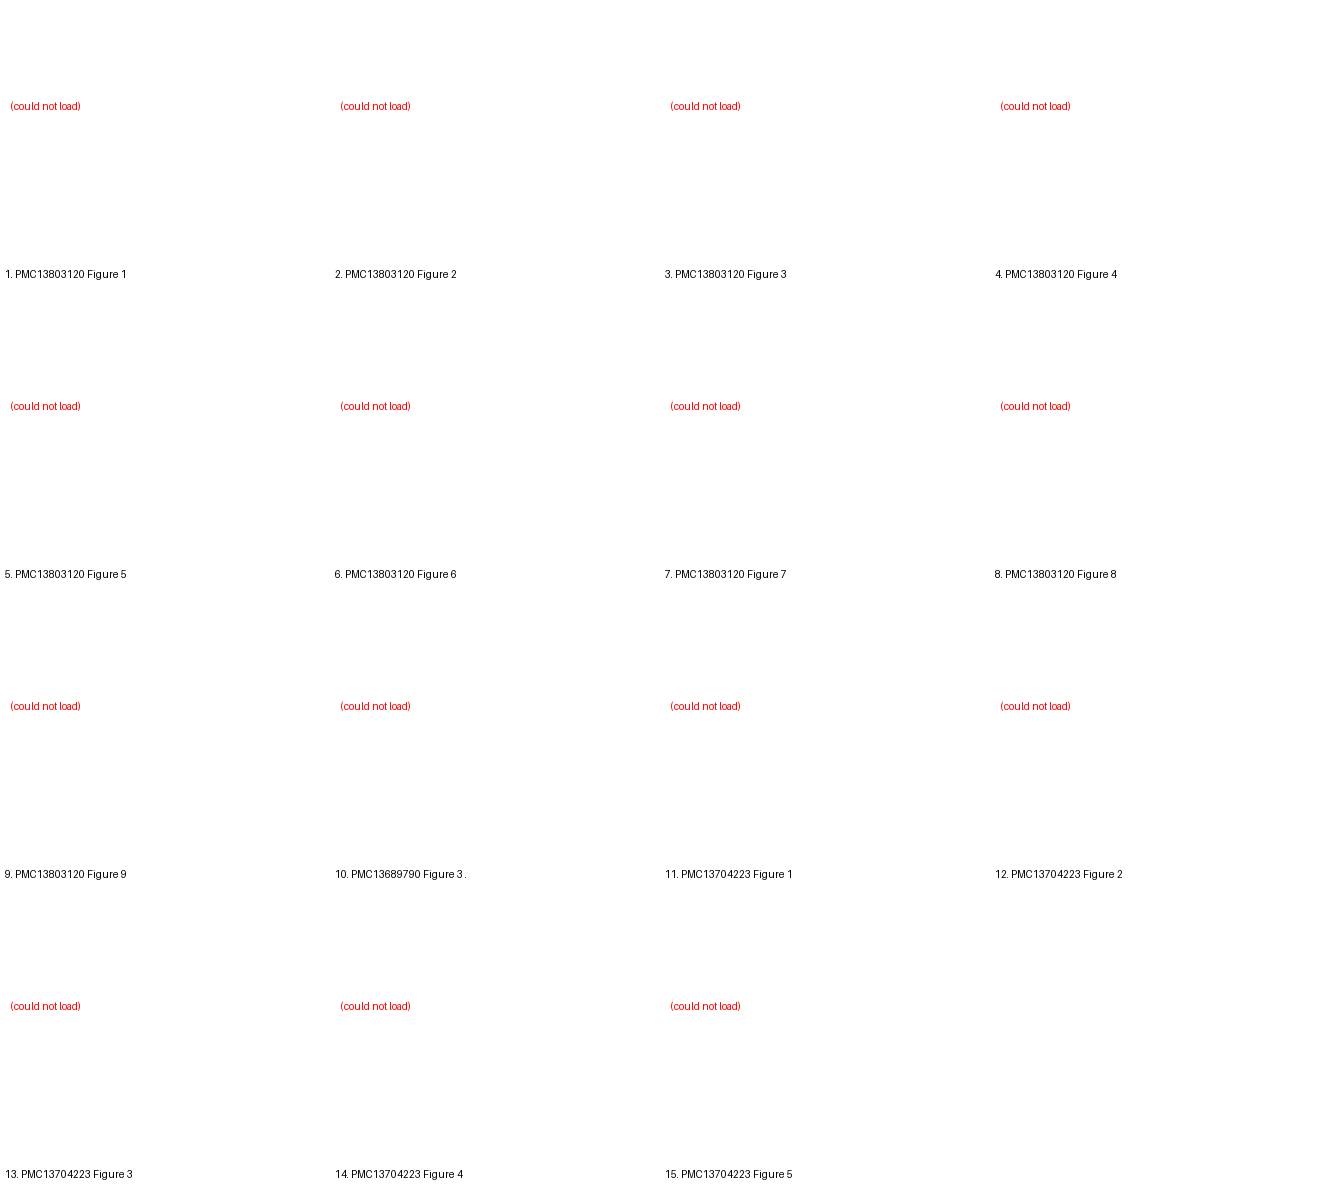 (could not load) (could not load) (could not load) (could not load)
1. PMC13803120 Figure 1 2. PMC13803120 Figure 2 3. PMC13803120 Figure 3 4. PMC13803120 Figure 4
(could not load) (could not load) (could not load) (could not load)
5. PMC13803120 Figure 5 6. PMC13803120 Figure 6 7. PMC13803120 Figure 7 8. PMC13803120 Figure 8
(could not load) (could not load) (could not load) (could not load)
9. PMC13803120 Figure 9 10. PMC13689790 Figure 3 . 11. PMC13704223 Figure 1 12. PMC13704223 Figure 2
(could not load) (could not load) (could not load)
13. PMC13704223 Figure 3 14. PMC13704223 Figure 4 15. PMC13704223 Figure 5